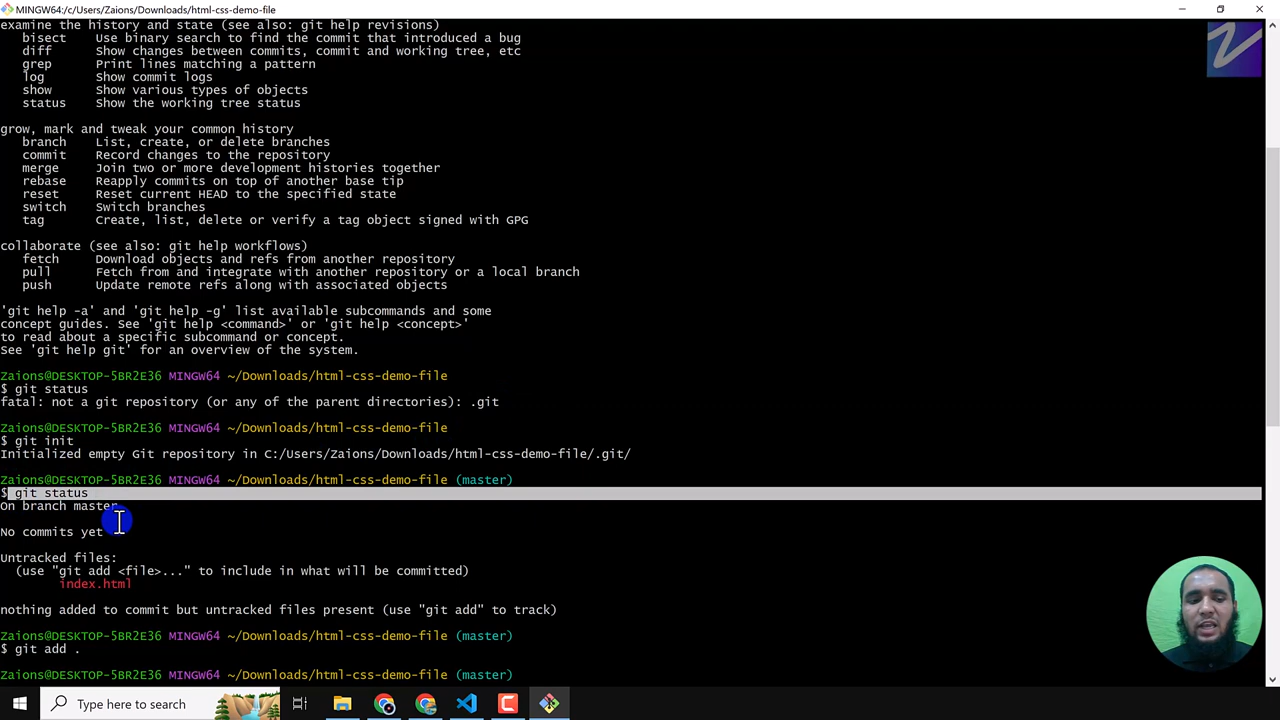 MINGW64:/c/Users/Zaions/Downloads/html-css-demo-file
examine the history and state (see also: git help revisions)
bisect Use binary search to find the commit that introduced a bug
diff Show changes between commits, commit and working tree, etc
grep Print lines matching a pattern
log Show commit logs
show Show various types of objects
status Show the working tree status
grow, mark and tweak your common history
branch List, create, or delete branches
commit Record changes to the repository
merge Join two or more development histories together
rebase Reapply commits on top of another base tip
reset Reset current HEAD to the specified state
switch Switch branches
tag Create, list, delete or verify a tag object signed with GPG
collaborate (see also: git help workflows)
fetch Download objects and refs from another repository
pull Fetch from and integrate with another repository or a local branch
push Update remote refs along with associated objects
'git help -a' and 'git help -g' list available subcommands and some
concept guides. See 'git help <command>' or 'git help <concept>'
to read about a specific subcommand or concept.
See 'git help git' for an overview of the system.
Zaions@DESKTOP-5BR2E36 MINGW64 ~/Downloads/html-css-demo-file
$ git status
fatal: not a git repository (or any of the parent directories): .git
Zaions@DESKTOP-5BR2E36 MINGW64 ~/Downloads/html-css-demo-file
$ git init
Initialized empty Git repository in C:/Users/Zaions/Downloads/html-css-demo-file/.git/
Zaions@DESKTOP-5BR2E36 MINGW64 ~/Downloads/html-css-demo-file (master)
$ git status
On branch master
No commits yet
Untracked files:
(use "git add <file>..." to include in what will be committed)
index.html
nothing added to commit but untracked files present (use "git add" to track)
Zaions@DESKTOP-5BR2E36 MINGW64 ~/Downloads/html-css-demo-file (master)
$ git add .
Zaions@DESKTOP-5BR2E36 MINGW64 ~/Downloads/html-css-demo-file (master)
Type here to search